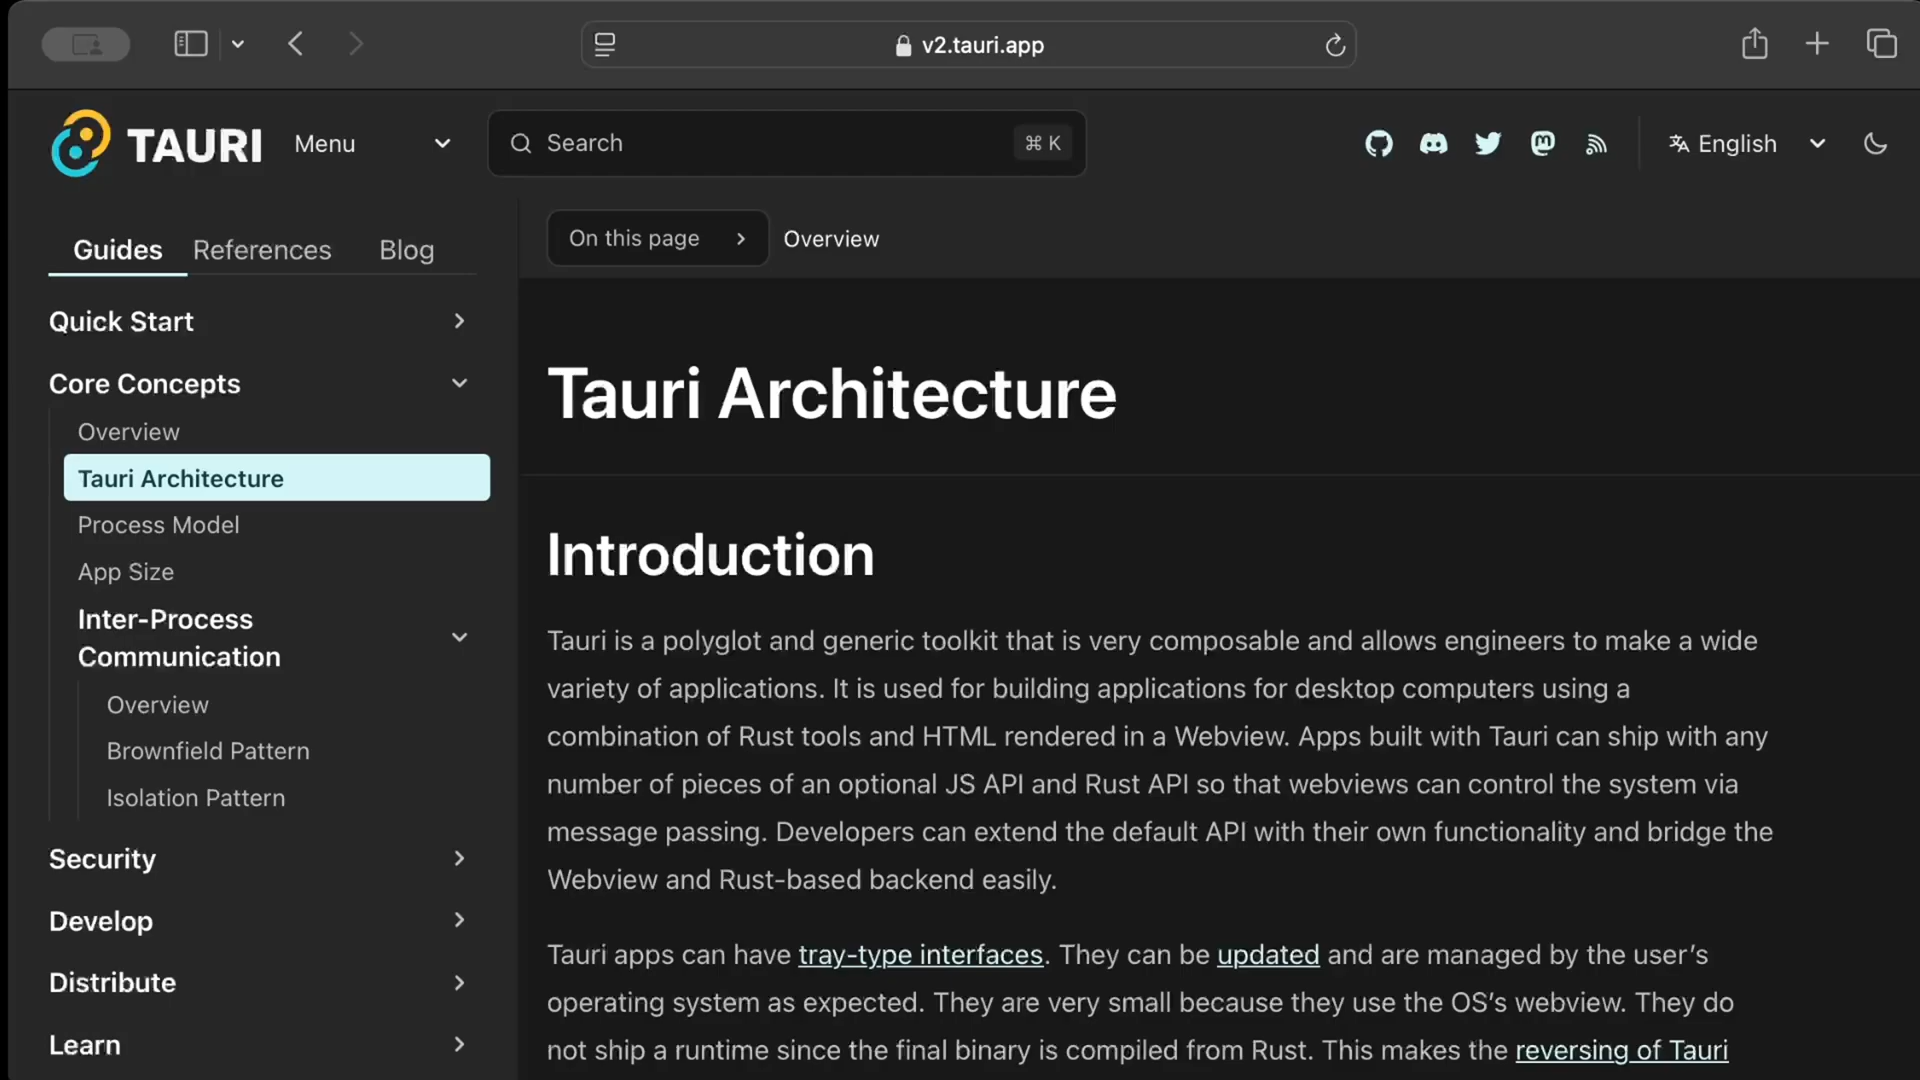 v2.tauri.app
TAURI
Menu
Search
⌘ K
English
Guides
References
Blog
Quick Start
Core Concepts
Overview
Tauri Architecture
Process Model
App Size
Inter-Process
Communication
Overview
Brownfield Pattern
Isolation Pattern
Security
Develop
Distribute
Learn
On this page
Overview
Tauri Architecture
Introduction
Tauri is a polyglot and generic toolkit that is very composable and allows engineers to make a wide
variety of applications. It is used for building applications for desktop computers using a
combination of Rust tools and HTML rendered in a Webview. Apps built with Tauri can ship with any
number of pieces of an optional JS API and Rust API so that webviews can control the system via
message passing. Developers can extend the default API with their own functionality and bridge the
Webview and Rust-based backend easily.
Tauri apps can have tray-type interfaces. They can be updated and are managed by the user’s
operating system as expected. They are very small because they use the OS’s webview. They do
not ship a runtime since the final binary is compiled from Rust. This makes the reversing of Tauri